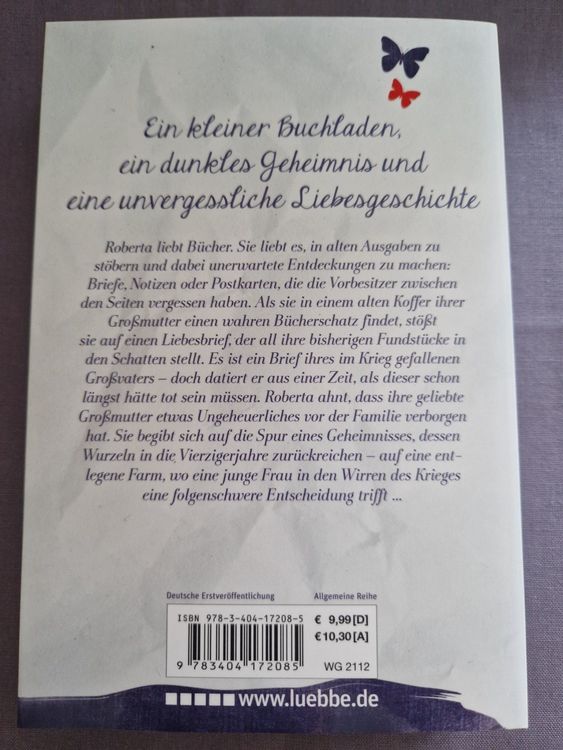 Ein kleiner Buchladen,
ein dunkles Geheimnis und
eine unvergessliche Liebesgeschichte
Roberta liebt Bücher. Sie liebt es, in alten Ausgaben zu
stöbern und dabei unerwartete Entdeckungen zu machen:
Briefe, Notizen oder Postkarten, die die Vorbesitzer zwischen
den Seiten vergessen haben. Als sie in einem alten Koffer ihrer
Großmutter einen wahren Bücherschatz findet, stößt
sie auf einen Liebesbrief, der all ihre bisherigen Fundstücke in
den Schatten stellt. Es ist ein Brief ihres im Krieg gefallenen
Großvaters – doch datiert er aus einer Zeit, als dieser schon
längst hätte tot sein müssen. Roberta ahnt, dass ihre geliebte
Großmutter etwas Ungeheuerliches vor der Familie verborgen
hat. Sie begibt sich auf die Spur eines Geheimnisses, dessen
Wurzeln in die Vierzigerjahre zurückreichen – auf eine ent-
legene Farm, wo eine junge Frau in den Wirren des Krieges
eine folgenschwere Entscheidung trifft ...
Deutsche Erstveröffentlichung
Allgemeine Reihe
ISBN 978-3-404-17208-5
€ 9,99 [D]
€ 10,30 [A]
9 783404 172085
WG 2112
www.luebbe.de